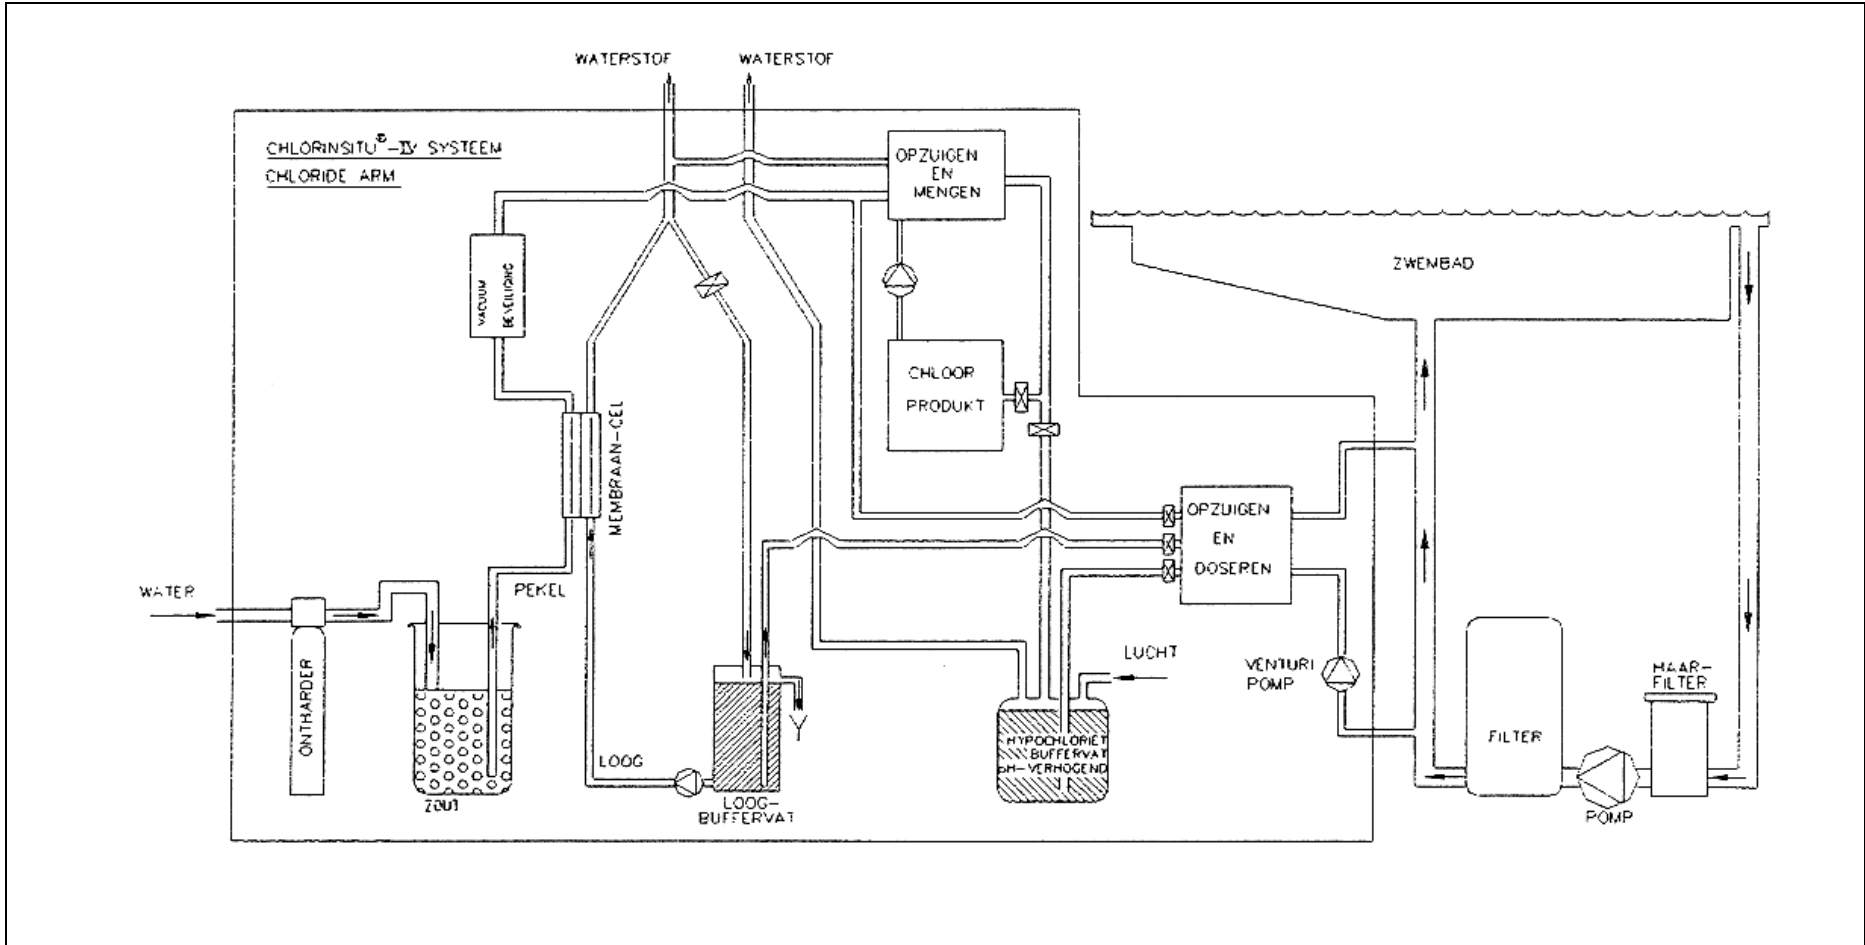 WATERSTOF
WATERSTOF
CHLORINSITU®-IV SYSTEEM
CHLORIDE ARM
OPZUIGEN
EN
MENGEN
VACUUM
BEVEILIGING
ZWEMBAD
CHLOOR
PRODUKT
MEMBRAAN-CEL
OPZUIGEN
EN
DOSEREN
WATER
PEKEL
ONTHARDER
ZOUT
LOOG
LOOG-
BUFFERVAT
LUCHT
HYPOCHLORIET
BUFFERVAT
pH-VERHOGEND
VENTURI
POMP
FILTER
HAAR-
FILTER
POMP